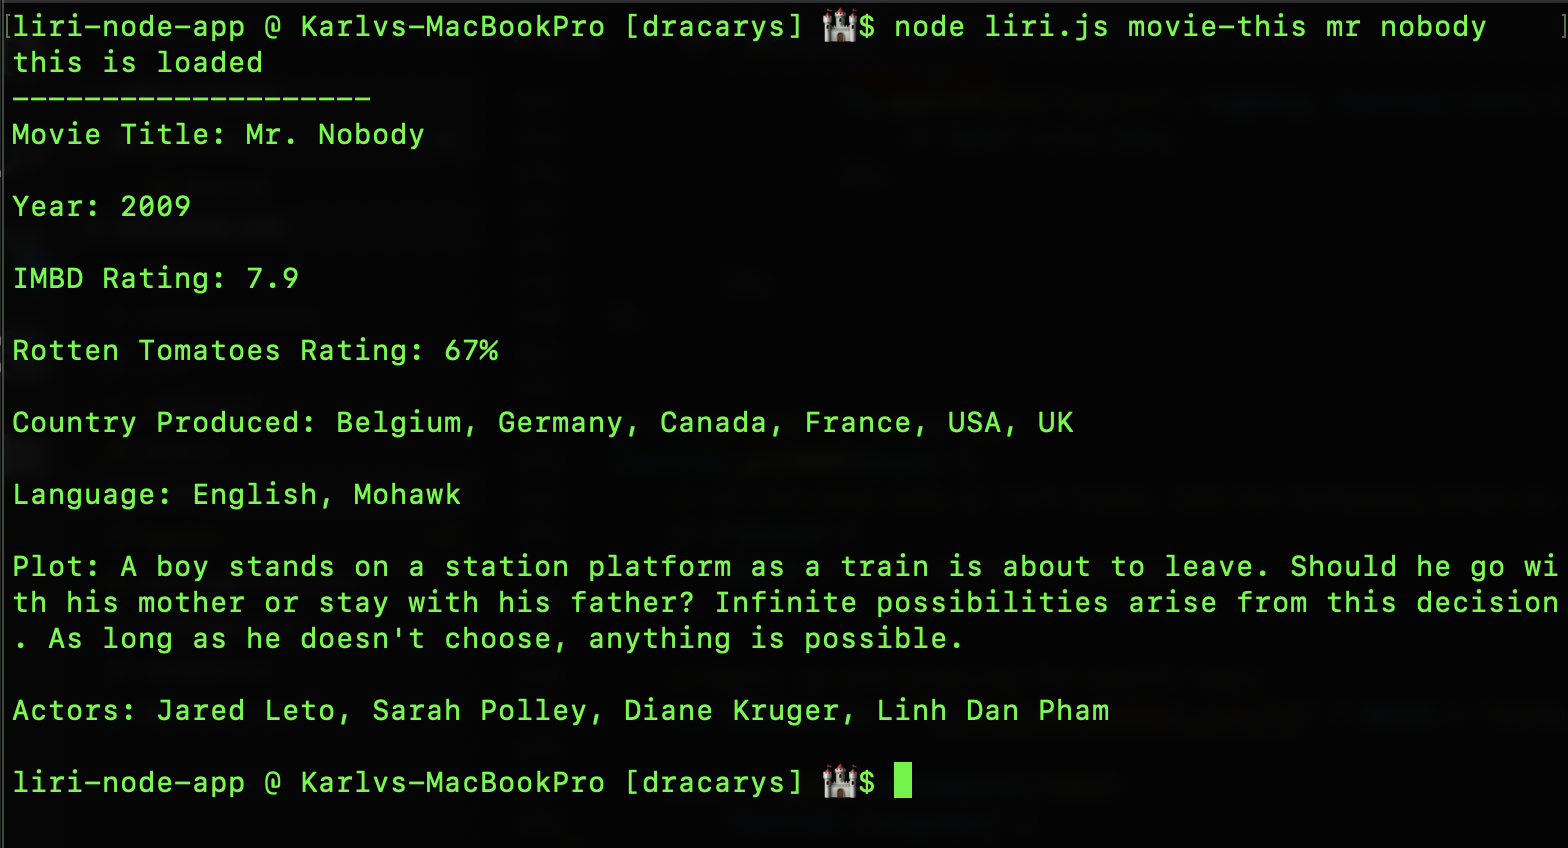 [liri-node-app @ Karlvs-MacBookPro [dracarys] 🏰$ node liri.js movie-this mr nobody ]
this is loaded
--------------------
Movie Title: Mr. Nobody
Year: 2009
IMBD Rating: 7.9
Rotten Tomatoes Rating: 67%
Country Produced: Belgium, Germany, Canada, France, USA, UK
Language: English, Mohawk
Plot: A boy stands on a station platform as a train is about to leave. Should he go wi
th his mother or stay with his father? Infinite possibilities arise from this decision
. As long as he doesn't choose, anything is possible.
Actors: Jared Leto, Sarah Polley, Diane Kruger, Linh Dan Pham
liri-node-app @ Karlvs-MacBookPro [dracarys] 🏰$